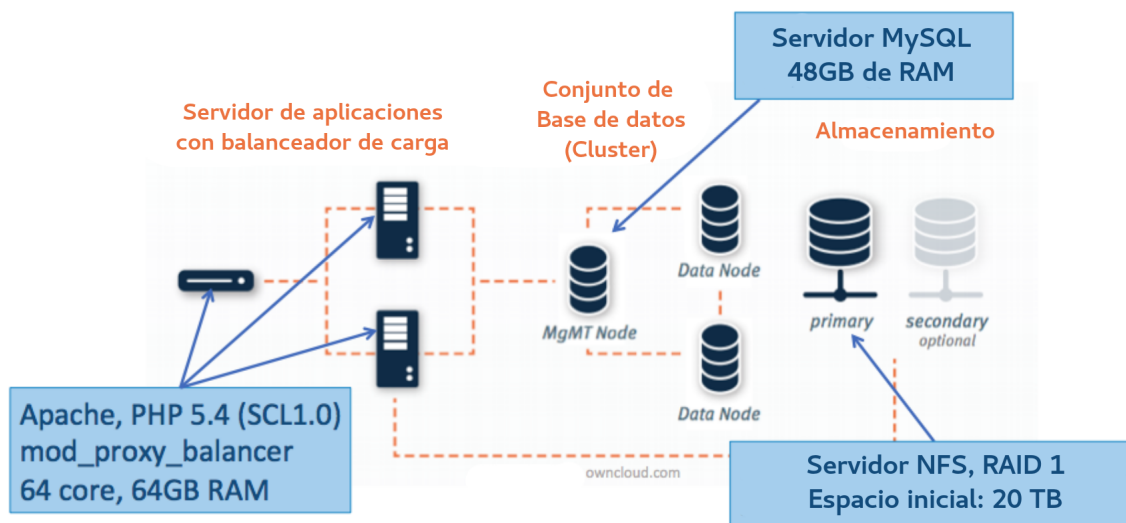 Servidor MySQL
48GB de RAM
Servidor de aplicaciones
con balanceador de carga
Conjunto de
Base de datos
(Cluster)
Almacenamiento
Data Node
MgMT Node
primary
secondary
optional
Data Node
Apache, PHP 5.4 (SCL1.0)
mod_proxy_balancer
64 core, 64GB RAM
owncloud.com
Servidor NFS, RAID 1
Espacio inicial: 20 TB